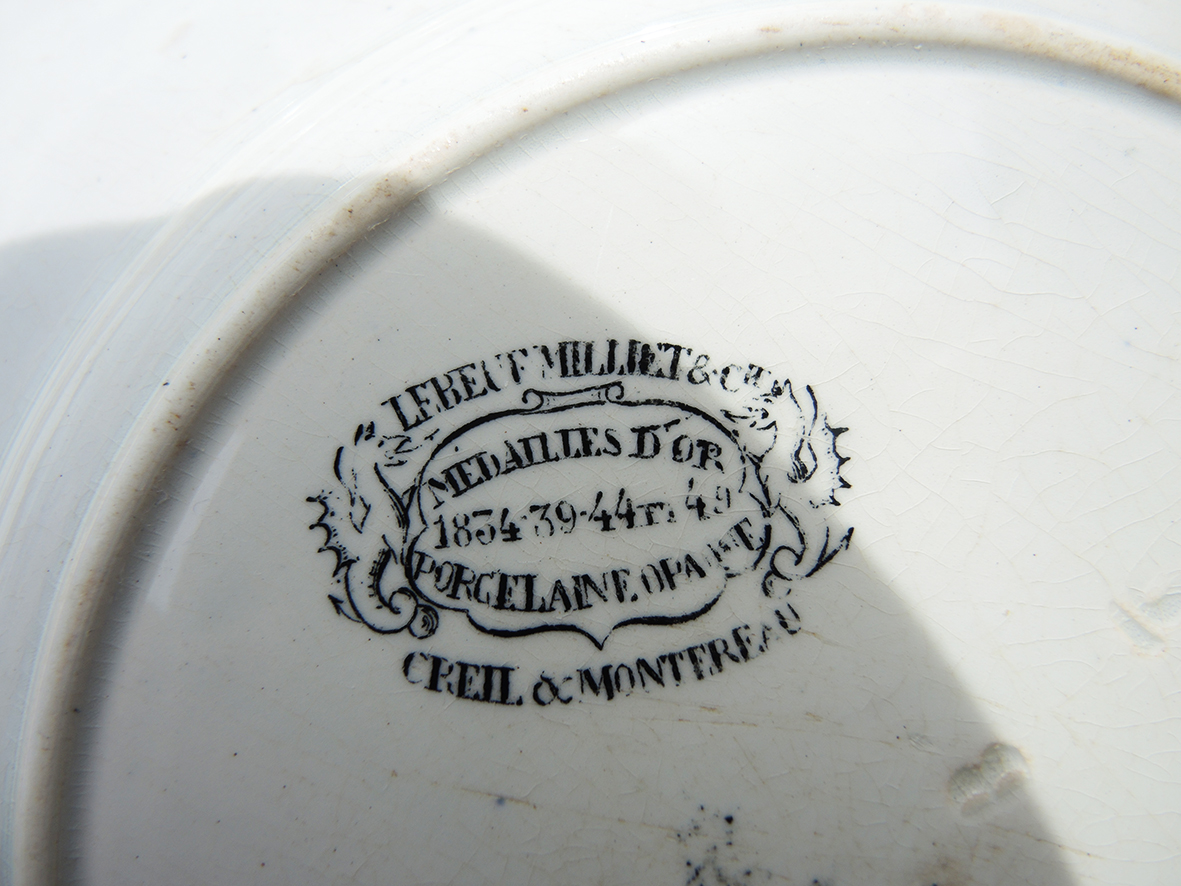 LEBEUF MILLIET & CIE
MEDAILLES D'OR
1834·39·44 ET 49
PORCELAINE OPAQUE
CREIL & MONTEREAU